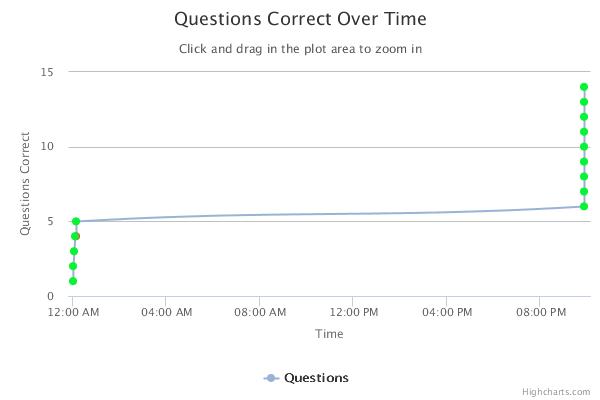 Questions Correct Over Time
Click and drag in the plot area to zoom in
15
10
5
0
Questions Correct
12:00 AM 04:00 AM 08:00 AM 12:00 PM 04:00 PM 08:00 PM
Time
Questions
Highcharts.com